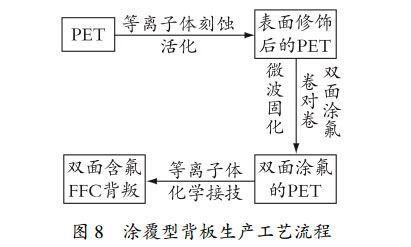 PET
等离子体刻蚀
活化
表面修饰
后的PET
微波固化
卷对卷
双面涂氟
双面涂氟
的PET
等离子体
化学接技
双面含氟
FFC背叛
图8 涂覆型背板生产工艺流程